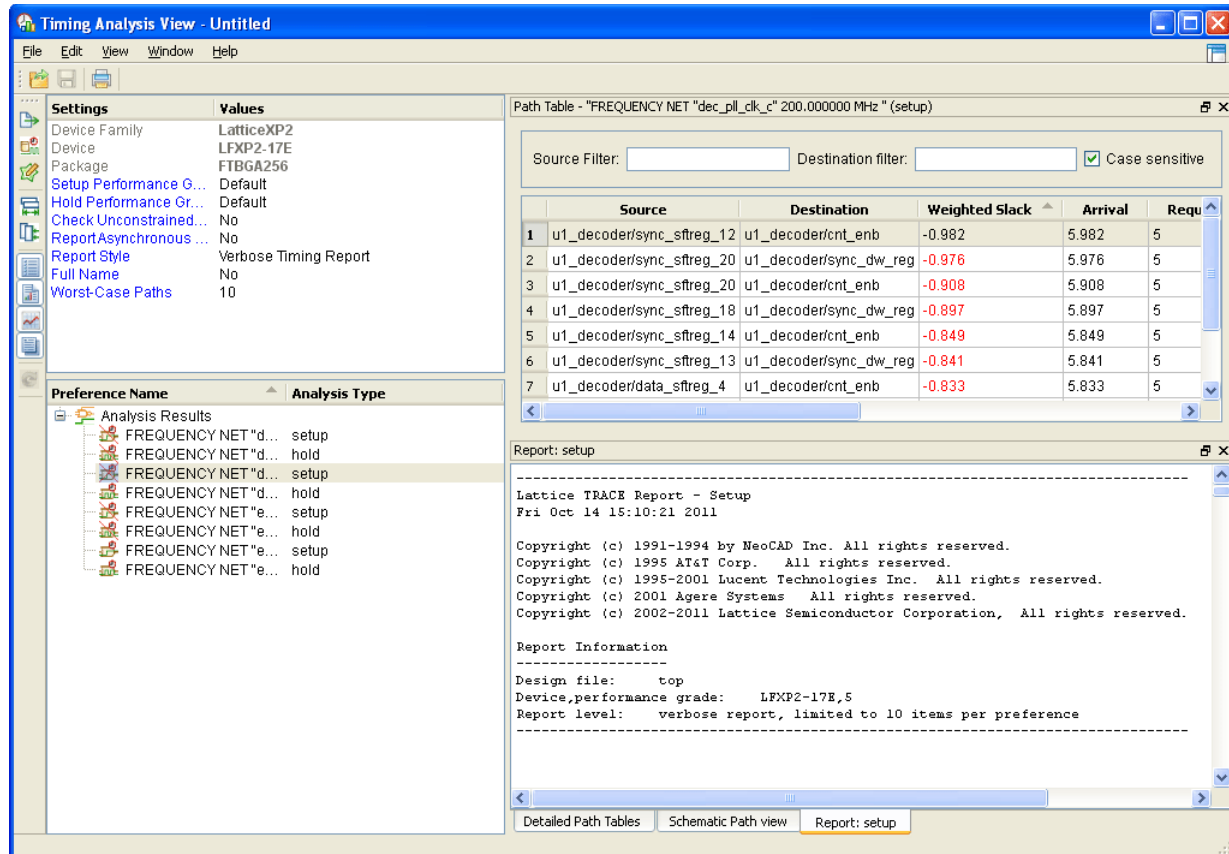 Timing Analysis View - Untitled
File Edit View Window Help
Settings Values
Device Family LatticeXP2
Device LFXP2-17E
Package FTBGA256
Setup Performance G... Default
Hold Performance Gr... Default
Check Unconstrained... No
ReportAsynchronous ... No
Report Style Verbose Timing Report
Full Name No
Worst-Case Paths 10
Preference Name Analysis Type
Analysis Results
FREQUENCY NET "d... setup
FREQUENCY NET "d... hold
FREQUENCY NET "d... setup
FREQUENCY NET "d... hold
FREQUENCY NET "e... setup
FREQUENCY NET "e... hold
FREQUENCY NET "e... setup
FREQUENCY NET "e... hold
Path Table - "FREQUENCY NET "dec_pll_clk_c" 200.000000 MHz " (setup)
Source Filter: Destination filter: Case sensitive
Source Destination Weighted Slack Arrival Requ
1 u1_decoder/sync_sftreg_12 u1_decoder/cnt_enb -0.982 5.982 5
2 u1_decoder/sync_sftreg_20 u1_decoder/sync_dw_reg -0.976 5.976 5
3 u1_decoder/sync_sftreg_20 u1_decoder/cnt_enb -0.908 5.908 5
4 u1_decoder/sync_sftreg_18 u1_decoder/sync_dw_reg -0.897 5.897 5
5 u1_decoder/sync_sftreg_14 u1_decoder/cnt_enb -0.849 5.849 5
6 u1_decoder/sync_sftreg_13 u1_decoder/sync_dw_reg -0.841 5.841 5
7 u1_decoder/data_sftreg_4 u1_decoder/cnt_enb -0.833 5.833 5
Report: setup
--------------------------------------------------------------------------------
Lattice TRACE Report - Setup
Fri Oct 14 15:10:21 2011
Copyright (c) 1991-1994 by NeoCAD Inc. All rights reserved.
Copyright (c) 1995 AT&T Corp. All rights reserved.
Copyright (c) 1995-2001 Lucent Technologies Inc. All rights reserved.
Copyright (c) 2001 Agere Systems All rights reserved.
Copyright (c) 2002-2011 Lattice Semiconductor Corporation, All rights reserved.
Report Information
------------------
Design file: top
Device,performance grade: LFXP2-17E,5
Report level: verbose report, limited to 10 items per preference
--------------------------------------------------------------------------------
Detailed Path Tables Schematic Path view Report: setup